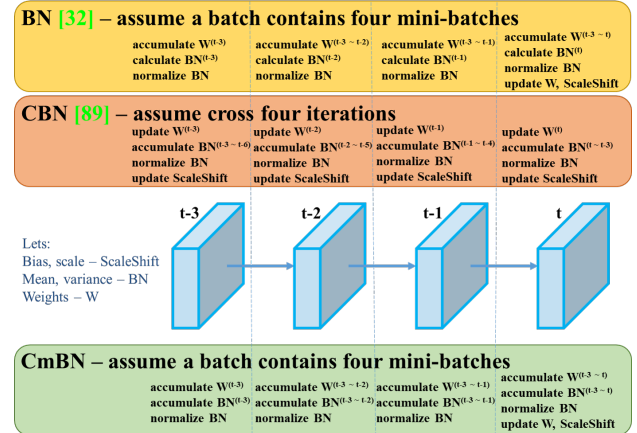 BN [32] – assume a batch contains four mini-batches
accumulate W(t-3) accumulate W(t-3 ~ t-2) accumulate W(t-3 ~ t-1) accumulate W(t-3 ~ t)
calculate BN(t-3) calculate BN(t-2) calculate BN(t-1) calculate BN(t)
normalize BN normalize BN normalize BN normalize BN
update W, ScaleShift
CBN [89] – assume cross four iterations
update W(t-3) update W(t-2) update W(t-1) update W(t)
accumulate BN(t-3 ~ t-6) accumulate BN(t-2 ~ t-5) accumulate BN(t-1 ~ t-4) accumulate BN(t ~ t-3)
normalize BN normalize BN normalize BN normalize BN
update ScaleShift update ScaleShift update ScaleShift update ScaleShift
t-3 t-2 t-1 t
Lets:
Bias, scale – ScaleShift
Mean, variance – BN
Weights – W
CmBN – assume a batch contains four mini-batches
accumulate W(t-3) accumulate W(t-3 ~ t-2) accumulate W(t-3 ~ t-1) accumulate W(t-3 ~ t)
accumulate BN(t-3) accumulate BN(t-3 ~ t-2) accumulate BN(t-3 ~ t-1) accumulate BN(t-3 ~ t)
normalize BN normalize BN normalize BN normalize BN
update W, ScaleShift